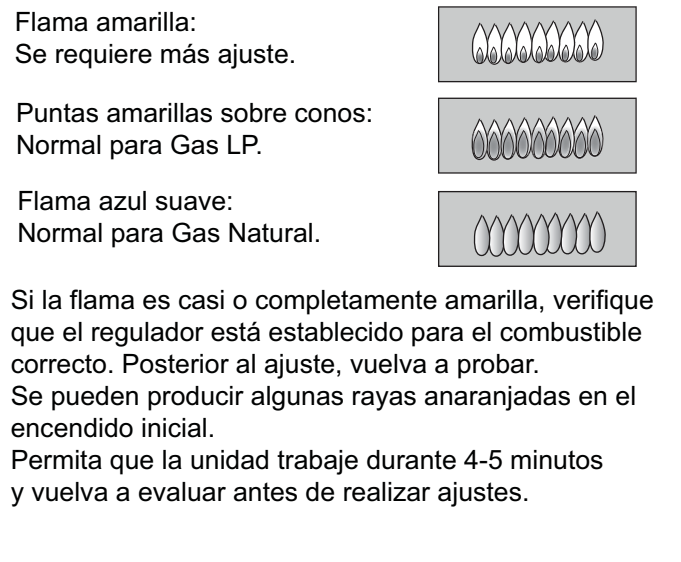 Flama amarilla:
Se requiere más ajuste.
Puntas amarillas sobre conos:
Normal para Gas LP.
Flama azul suave:
Normal para Gas Natural.
Si la flama es casi o completamente amarilla, verifique
que el regulador está establecido para el combustible
correcto. Posterior al ajuste, vuelva a probar.
Se pueden producir algunas rayas anaranjadas en el
encendido inicial.
Permita que la unidad trabaje durante 4-5 minutos
y vuelva a evaluar antes de realizar ajustes.